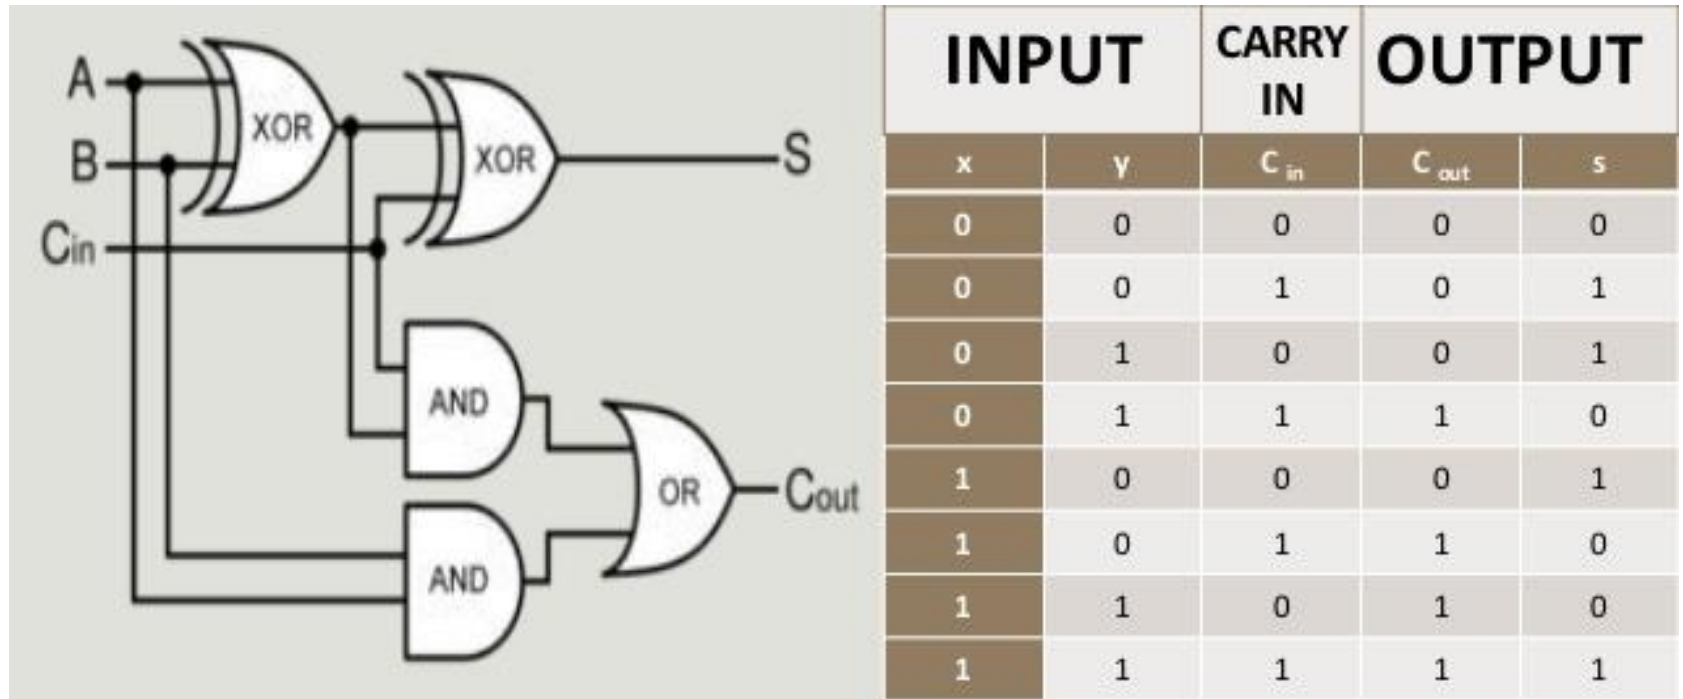 A
B
Cin
XOR
XOR
S
AND
AND
OR
Cout
INPUT CARRY IN OUTPUT
x y C in C out s
0 0 0 0 0
0 0 1 0 1
0 1 0 0 1
0 1 1 1 0
1 0 0 0 1
1 0 1 1 0
1 1 0 1 0
1 1 1 1 1